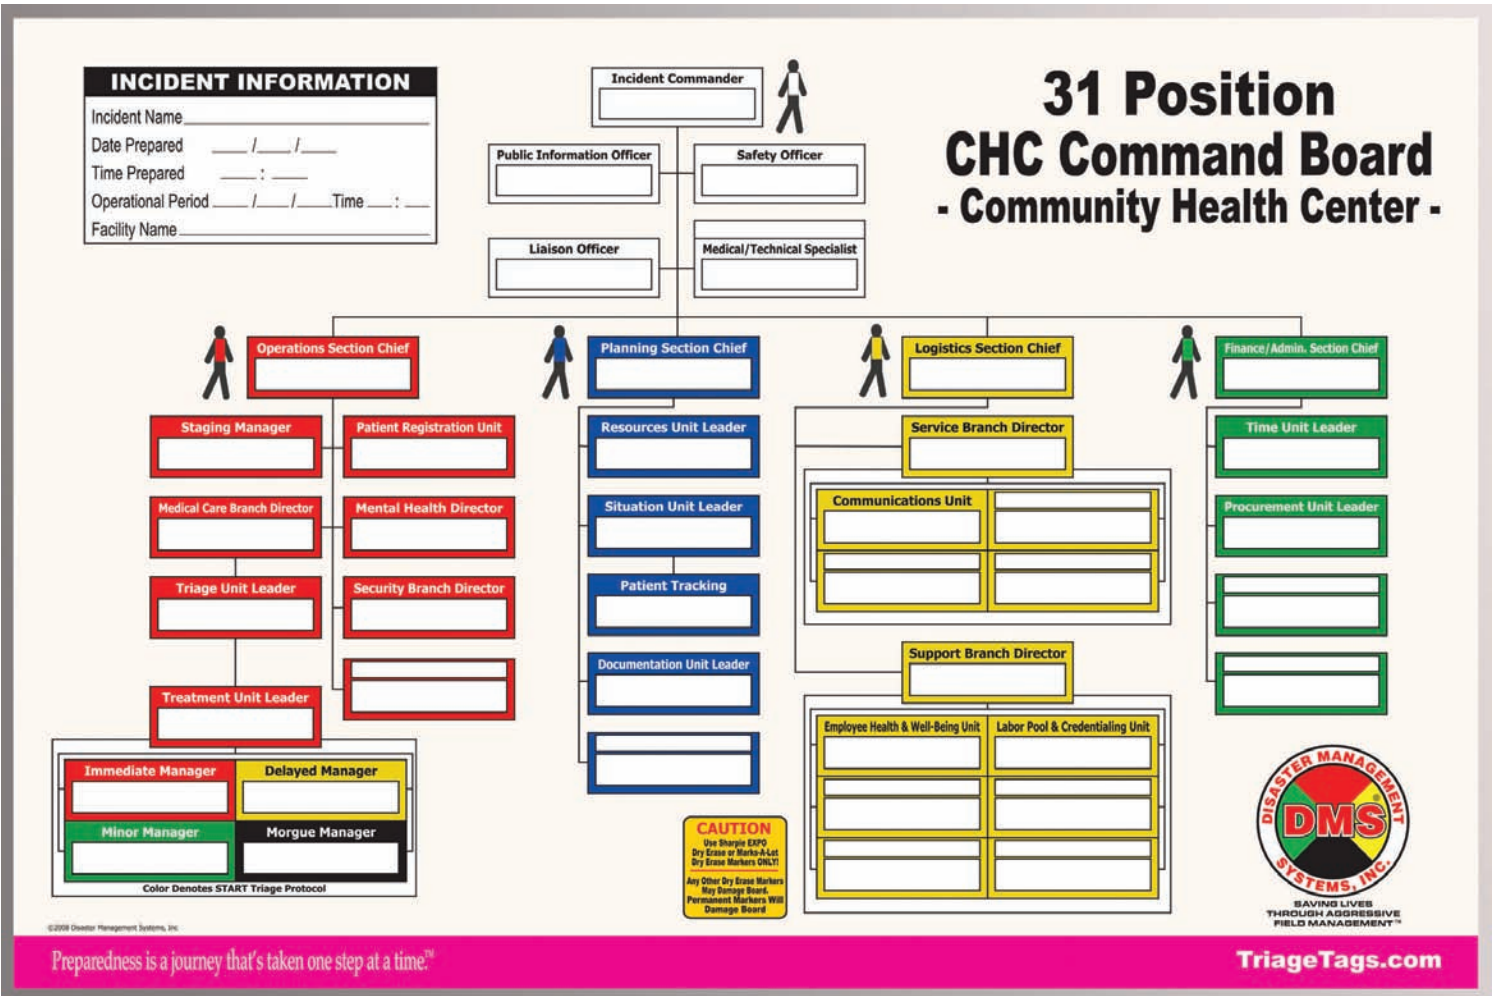 INCIDENT INFORMATION
Incident Name
Date Prepared / /
Time Prepared :
Operational Period / / Time :
Facility Name
31 Position
CHC Command Board
- Community Health Center -
Incident Commander
Public Information Officer
Safety Officer
Liaison Officer
Medical/Technical Specialist
Operations Section Chief
Staging Manager
Patient Registration Unit
Medical Care Branch Director
Mental Health Director
Triage Unit Leader
Security Branch Director
Treatment Unit Leader
Immediate Manager
Delayed Manager
Minor Manager
Morgue Manager
Color Denotes START Triage Protocol
Planning Section Chief
Resources Unit Leader
Situation Unit Leader
Patient Tracking
Documentation Unit Leader
Logistics Section Chief
Service Branch Director
Communications Unit
Support Branch Director
Employee Health & Well-Being Unit
Labor Pool & Credentialing Unit
Finance/Admin. Section Chief
Time Unit Leader
Procurement Unit Leader
CAUTION
Use Sharpie EXPO
Dry Erase or Marks-A-Lot
Dry Erase Markers ONLY!
Any Other Dry Erase Markers
May Damage Board.
Permanent Markers Will
Damage Board
DISASTER MANAGEMENT
DMS®
SYSTEMS, INC.
SAVING LIVES
THROUGH AGGRESSIVE
FIELD MANAGEMENT™
©2008 Disaster Management Systems, Inc
Preparedness is a journey that's taken one step at a time.™
TriageTags.com